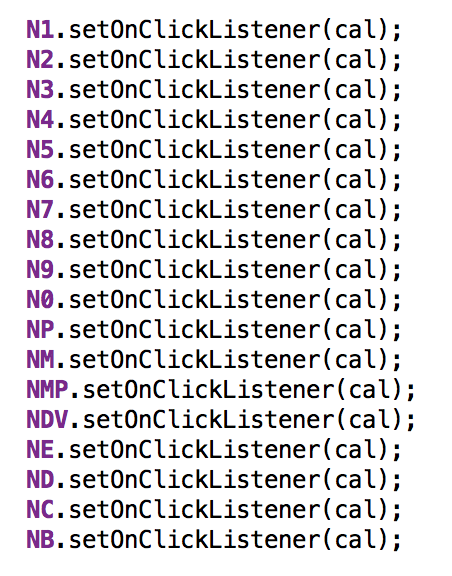 N1.setOnClickListener(cal);
N2.setOnClickListener(cal);
N3.setOnClickListener(cal);
N4.setOnClickListener(cal);
N5.setOnClickListener(cal);
N6.setOnClickListener(cal);
N7.setOnClickListener(cal);
N8.setOnClickListener(cal);
N9.setOnClickListener(cal);
N0.setOnClickListener(cal);
NP.setOnClickListener(cal);
NM.setOnClickListener(cal);
NMP.setOnClickListener(cal);
NDV.setOnClickListener(cal);
NE.setOnClickListener(cal);
ND.setOnClickListener(cal);
NC.setOnClickListener(cal);
NB.setOnClickListener(cal);